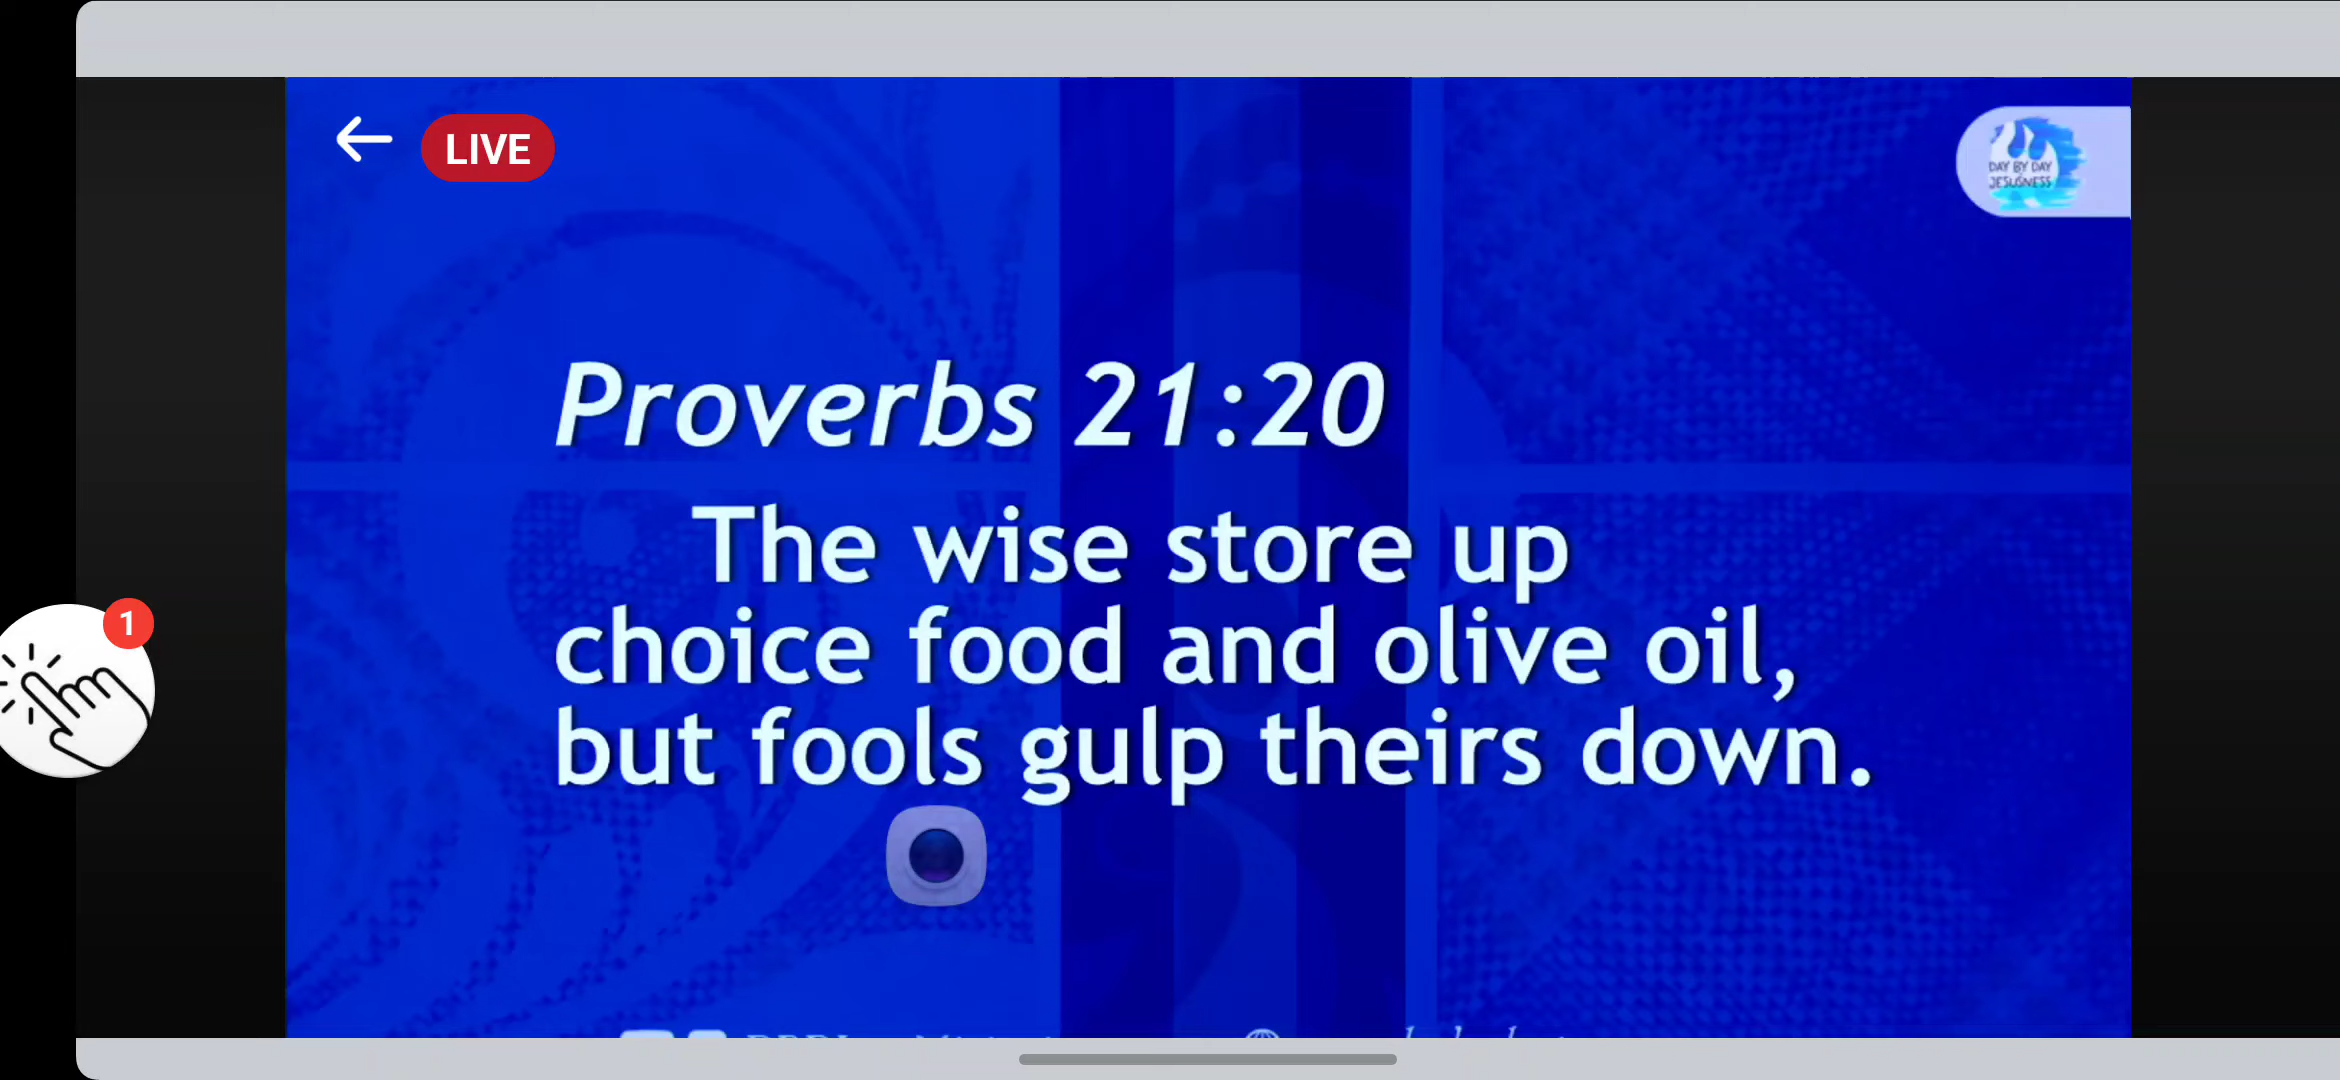 LIVE
DAY BY DAY
JESUSNESS
Proverbs 21:20
The wise store up
choice food and olive oil,
but fools gulp theirs down.
1